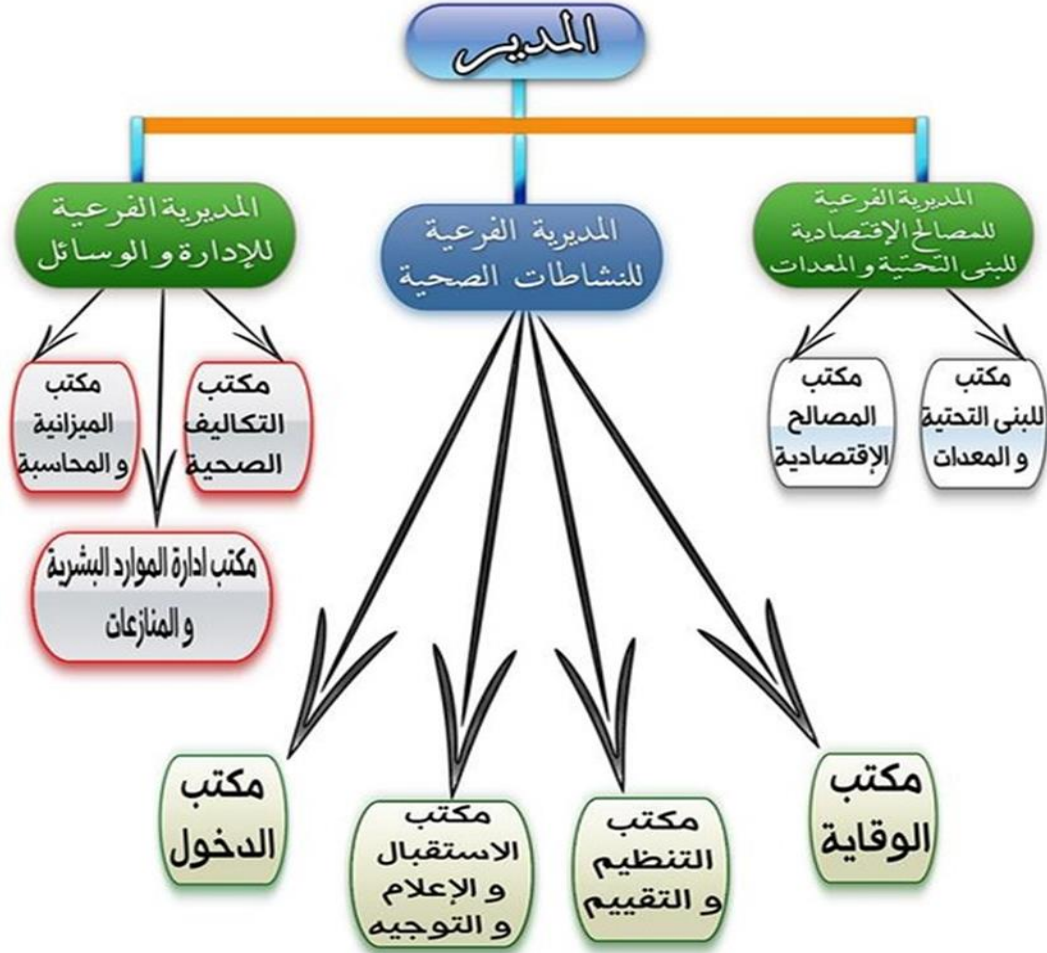 المدير
المديرية الفرعية
للمصالح الإقتصادية
للبنى التحتية و المعدات
المديرية الفرعية
للنشاطات الصحية
المديرية الفرعية
للإدارة و الوسائل
مكتب
للبنى التحتية
و المعدات
مكتب
المصالح
الإقتصادية
مكتب
التكاليف
الصحية
مكتب
الميزانية
و المحاسبة
مكتب ادارة الموارد البشرية
و المنازعات
مكتب
الوقاية
مكتب
التنظيم
و التقييم
مكتب
الاستقبال
و الإعلام
و التوجيه
مكتب
الدخول